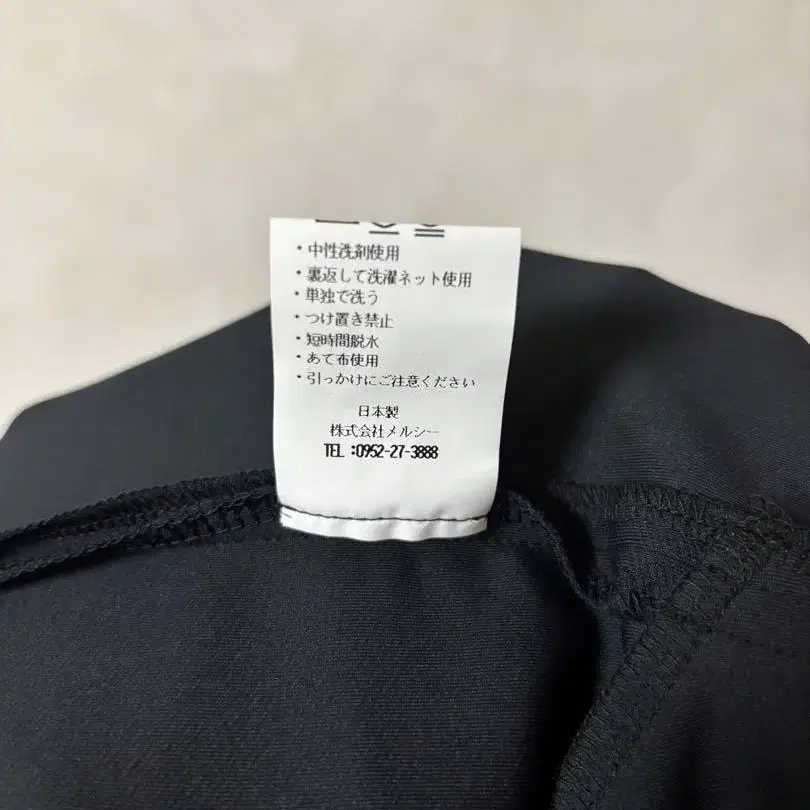 ・中性洗剤使用
・裏返して洗濯ネット使用
・単独で洗う
・つけ置き禁止
・短時間脱水
・あて布使用
・引っかけにご注意ください
日本製
株式会社メルシー
TEL :0952-27-3888